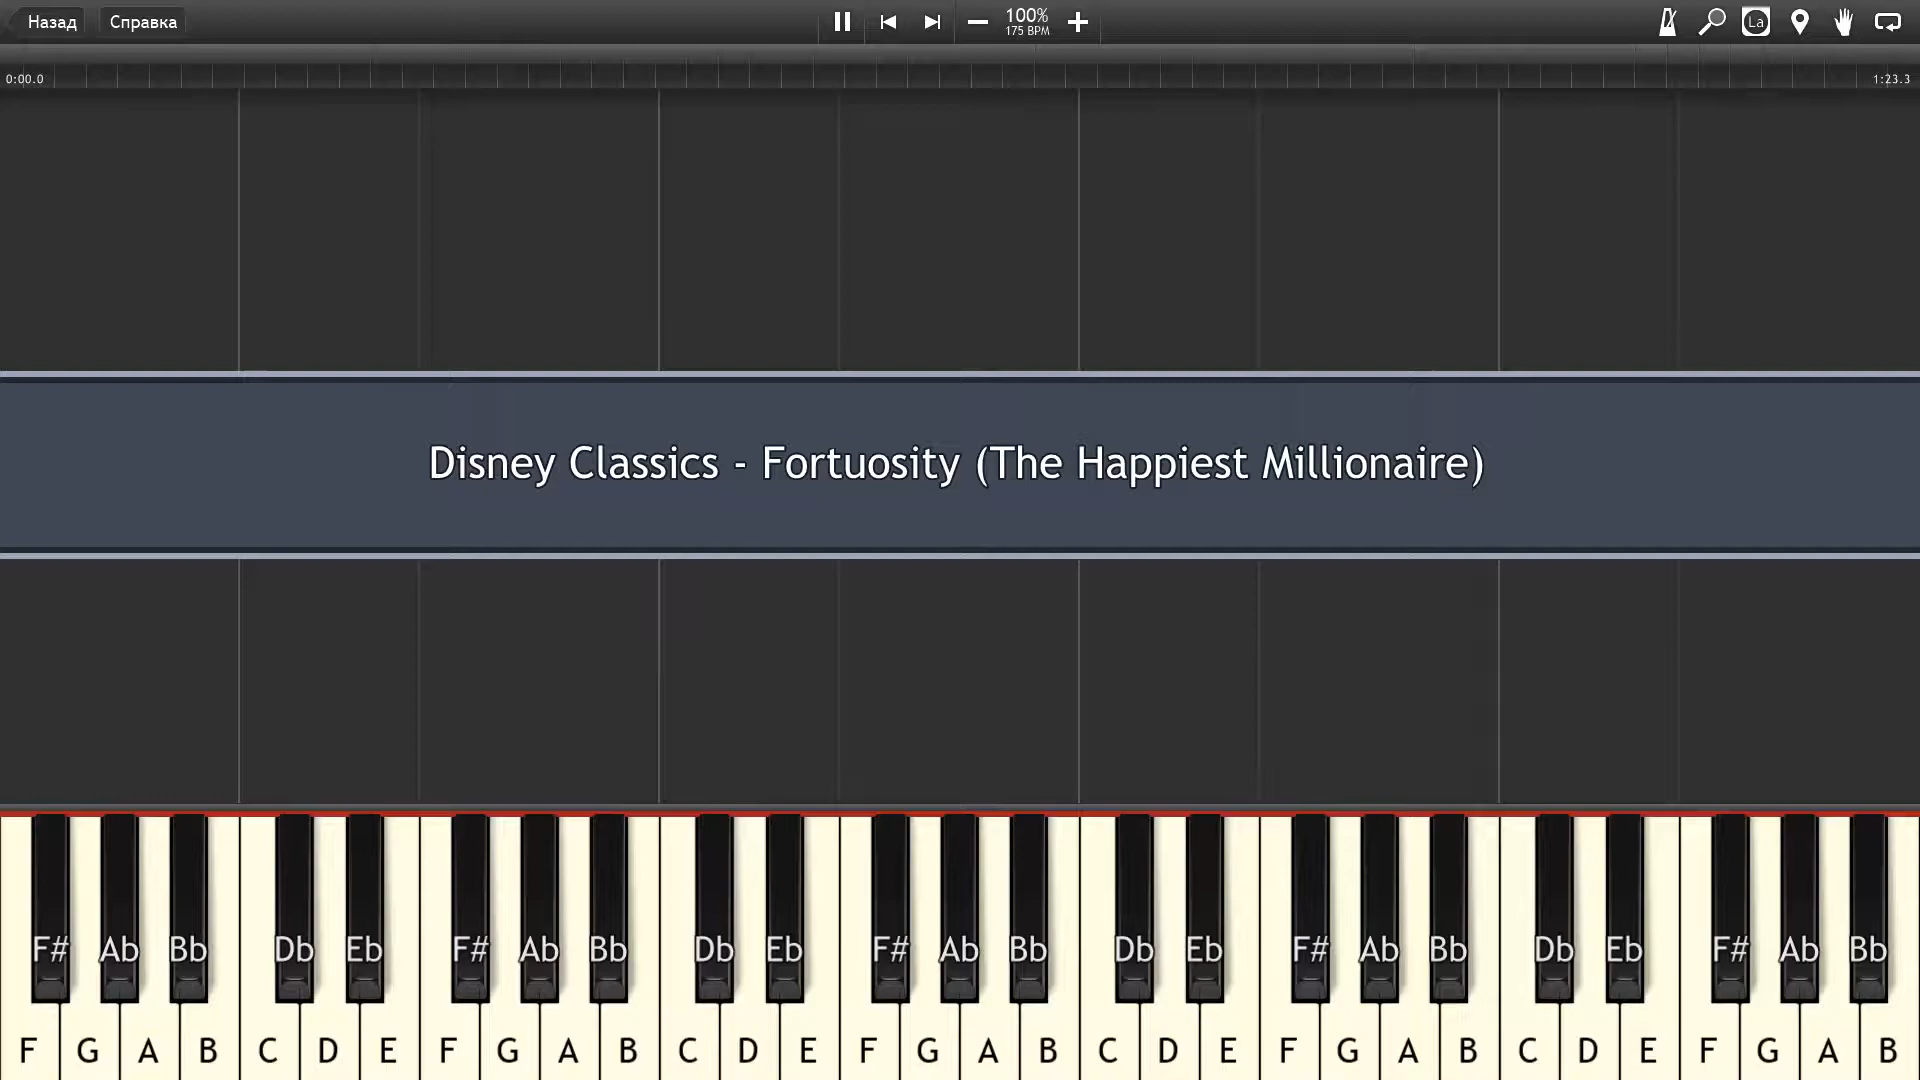 Назад Справка 100% La
175 BPM
0:00.0 1:23.3
Disney Classics - Fortuosity (The Happiest Millionaire)
F# Ab Bb Db Eb F# Ab Bb Db Eb F# Ab Bb Db Eb F# Ab Bb Db Eb F# Ab Bb
F G A B C D E F G A B C D E F G A B C D E F G A B C D E F G A B